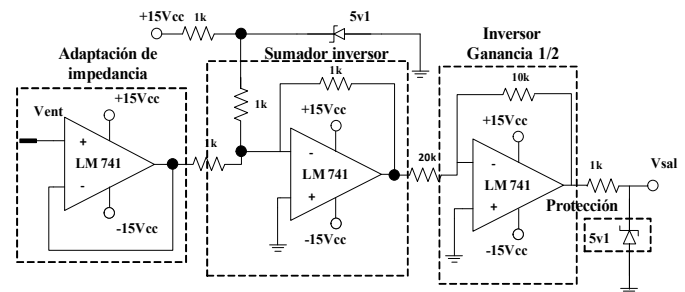 +15Vcc
1k
5v1
Adaptación de
impedancia
Sumador inversor
Inversor
Ganancia 1/2
1k
1k
10k
Vent
+15Vcc
+
LM 741
-
-15Vcc
1k
+15Vcc
-
LM 741
+
-15Vcc
20k
+15Vcc
-
LM 741
+
-15Vcc
1k
Vsal
Protección
5v1